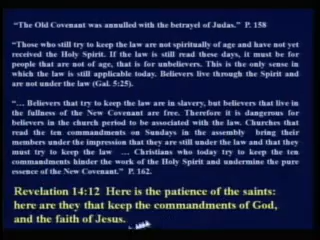 “The Old Covenant was annulled with the betrayal of Judas.” P. 158
“Those who still try to keep the law are not spiritually of age and have not yet
received the Holy Spirit. If the law is still read these days, it must be for
people that are not of age, that is for unbelievers. This is the only sense in
which the law is still applicable today. Believers live through the Spirit and
are not under the law (Gal. 5:25).
“… Believers that try to keep the law are in slavery, but believers that live in
the fullness of the New Covenant are free. Therefore it is dangerous for
believers in the church period to be associated with the law. Churches that
read the ten commandments on Sundays in the assembly bring their
members under the impression that they are still under the law and that they
must try to keep the law … Christians who today try to keep the ten
commandments hinder the work of the Holy Spirit and undermine the pure
essence of the New Covenant.” P. 162.
Revelation 14:12 Here is the patience of the saints:
here are they that keep the commandments of God,
and the faith of Jesus.